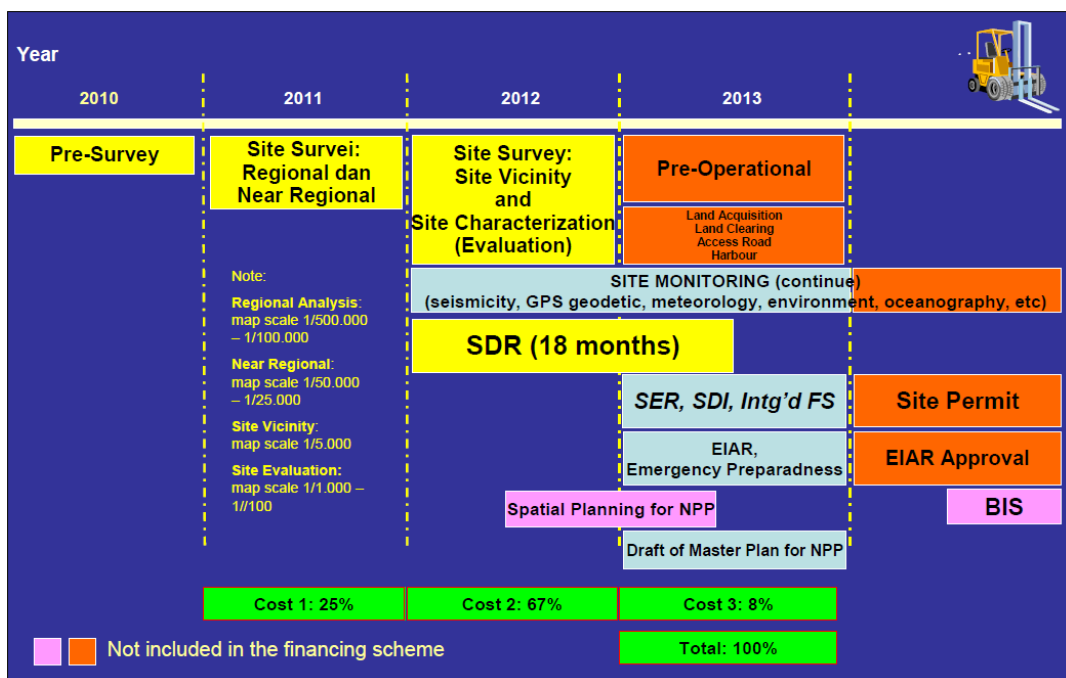 Year
2010
2011
2012
2013
Pre-Survey
Site Survei:
Regional dan
Near Regional
Site Survey:
Site Vicinity
and
Site Characterization
(Evaluation)
Pre-Operational
Land Acquisition
Land Clearing
Access Road
Harbour
Note:
Regional Analysis:
map scale 1/500.000
– 1/100.000
Near Regional:
map scale 1/50.000
– 1/25.000
Site Vicinity:
map scale 1/5.000
Site Evaluation:
map scale 1/1.000 –
1//100
SITE MONITORING (continue)
(seismicity, GPS geodetic, meteorology, environment, oceanography, etc)
SDR (18 months)
SER, SDI, Intg’d FS
Site Permit
EIAR,
Emergency Preparadness
EIAR Approval
Spatial Planning for NPP
BIS
Draft of Master Plan for NPP
Cost 1: 25%
Cost 2: 67%
Cost 3: 8%
Not included in the financing scheme
Total: 100%